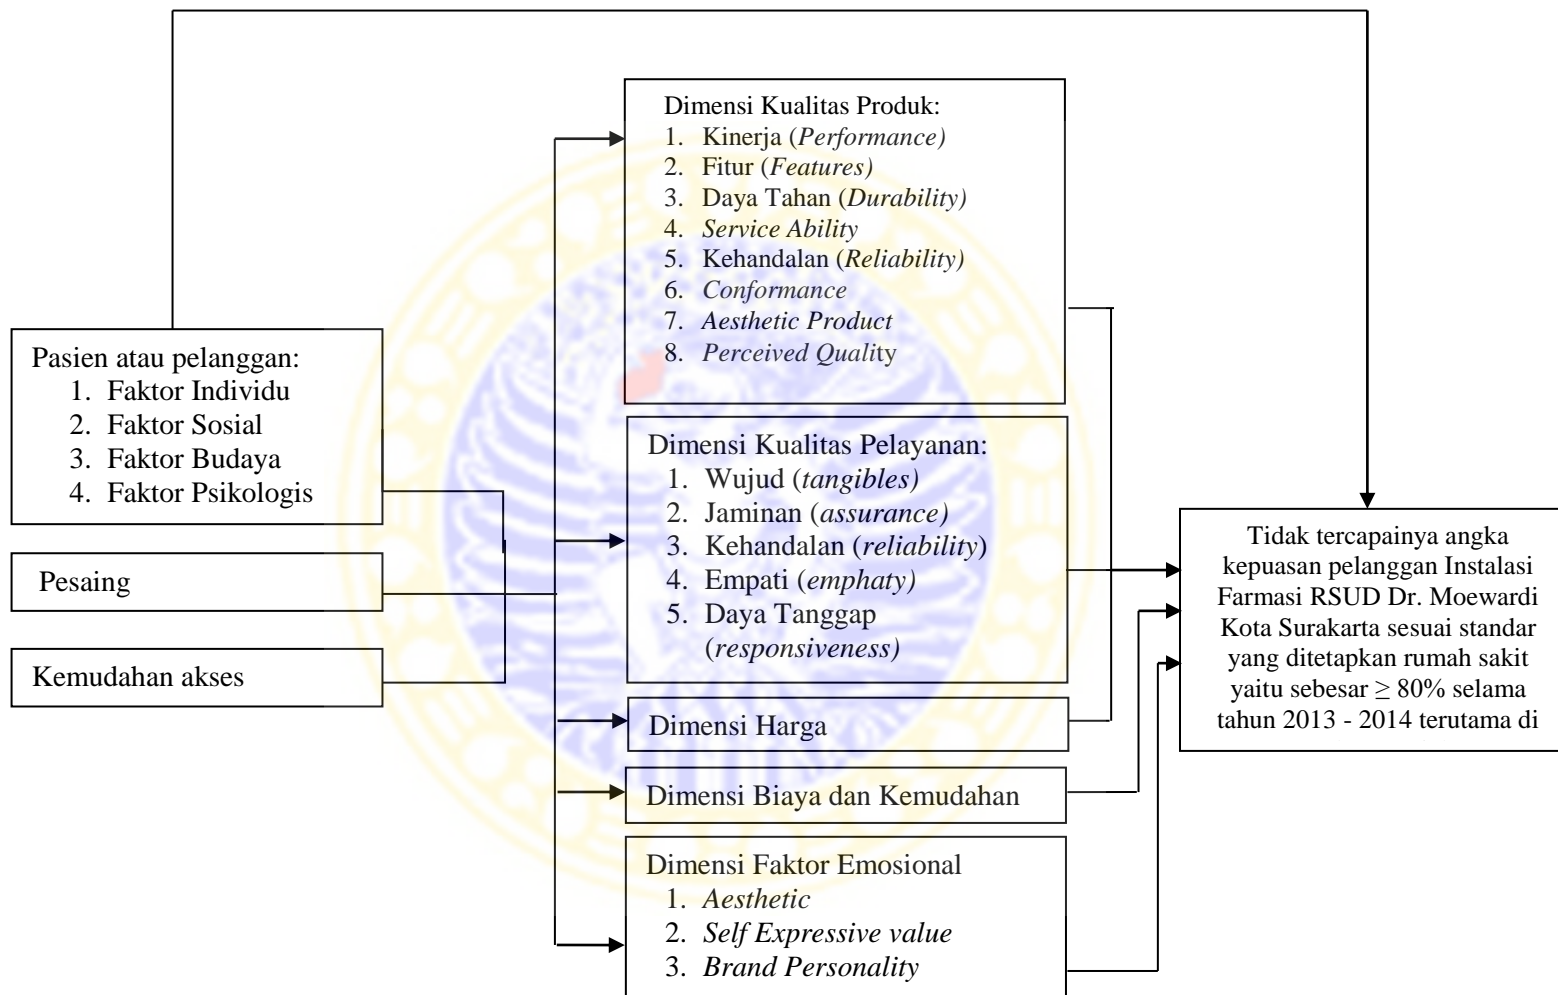 Dimensi Kualitas Produk:
1. Kinerja (Performance)
2. Fitur (Features)
3. Daya Tahan (Durability)
4. Service Ability
5. Kehandalan (Reliability)
6. Conformance
7. Aesthetic Product
8. Perceived Quality
Pasien atau pelanggan:
1. Faktor Individu
2. Faktor Sosial
3. Faktor Budaya
4. Faktor Psikologis
Pesaing
Kemudahan akses
Dimensi Kualitas Pelayanan:
1. Wujud (tangibles)
2. Jaminan (assurance)
3. Kehandalan (reliability)
4. Empati (emphaty)
5. Daya Tanggap
(responsiveness)
Dimensi Harga
Dimensi Biaya dan Kemudahan
Dimensi Faktor Emosional
1. Aesthetic
2. Self Expressive value
3. Brand Personality
Tidak tercapainya angka
kepuasan pelanggan Instalasi
Farmasi RSUD Dr. Moewardi
Kota Surakarta sesuai standar
yang ditetapkan rumah sakit
yaitu sebesar ≥ 80% selama
tahun 2013 - 2014 terutama di